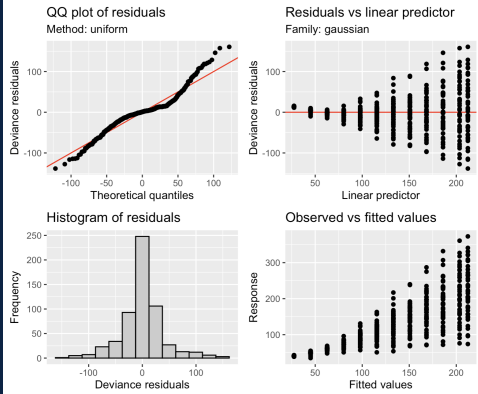 QQ plot of residuals
Method: uniform
Deviance residuals
100
0
-100
-100
-50
0
50
100
Theoretical quantiles
Residuals vs linear predictor
Family: gaussian
Deviance residuals
100
0
-100
50
100
150
200
Linear predictor
Histogram of residuals
Frequency
250
200
150
100
50
0
-100
0
100
Deviance residuals
Observed vs fitted values
Response
300
200
100
50
100
150
200
Fitted values